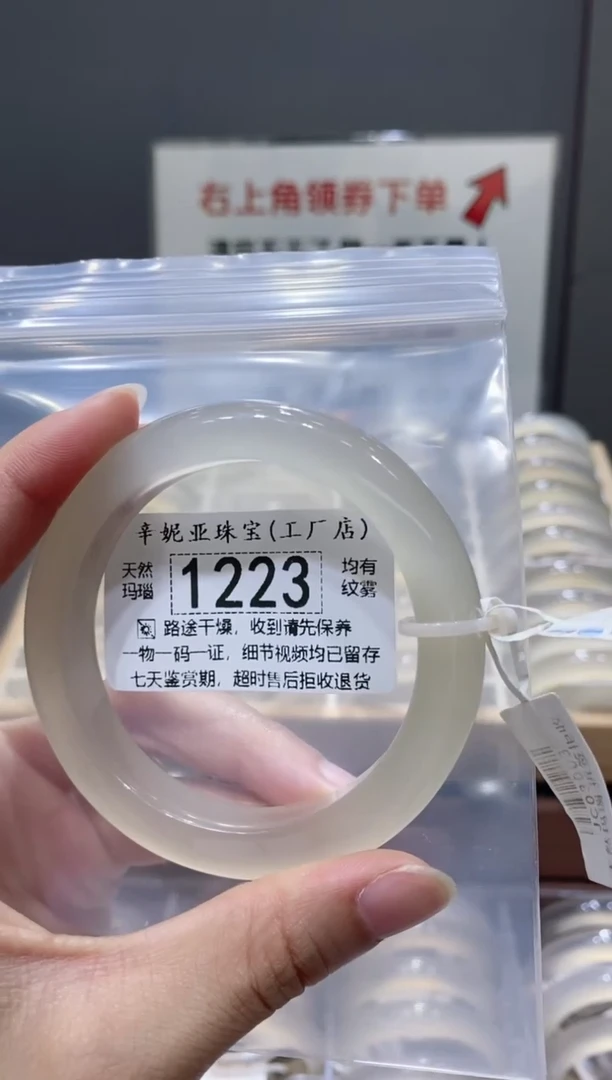 右上角领券下单
辛妮亚珠宝(工厂店)
天然
玛瑙
1223
均有
纹雾
路途干燥，收到请先保养
一物一码一证，细节视频均已留存
七天鉴赏期，超时售后拒收退货